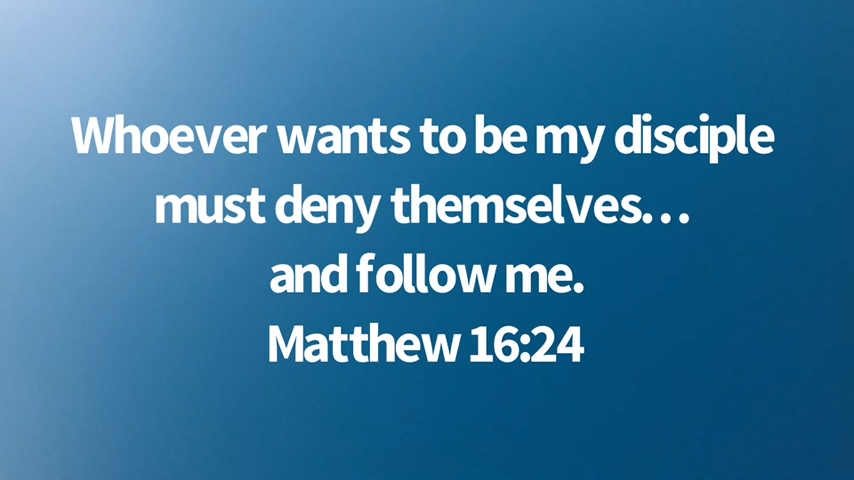 Whoever wants to be my disciple
must deny themselves…
and follow me.
Matthew 16:24